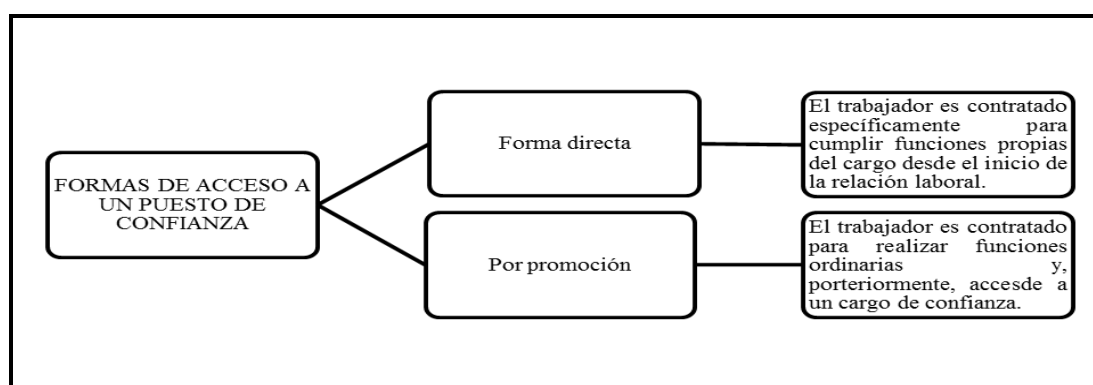 FORMAS DE ACCESO A
UN PUESTO DE
CONFIANZA
Forma directa
El trabajador es contratado
específicamente para
cumplir funciones propias
del cargo desde el inicio de
la relación laboral.
Por promoción
El trabajador es contratado
para realizar funciones
ordinarias y,
porteriormente, accesde a
un cargo de confianza.